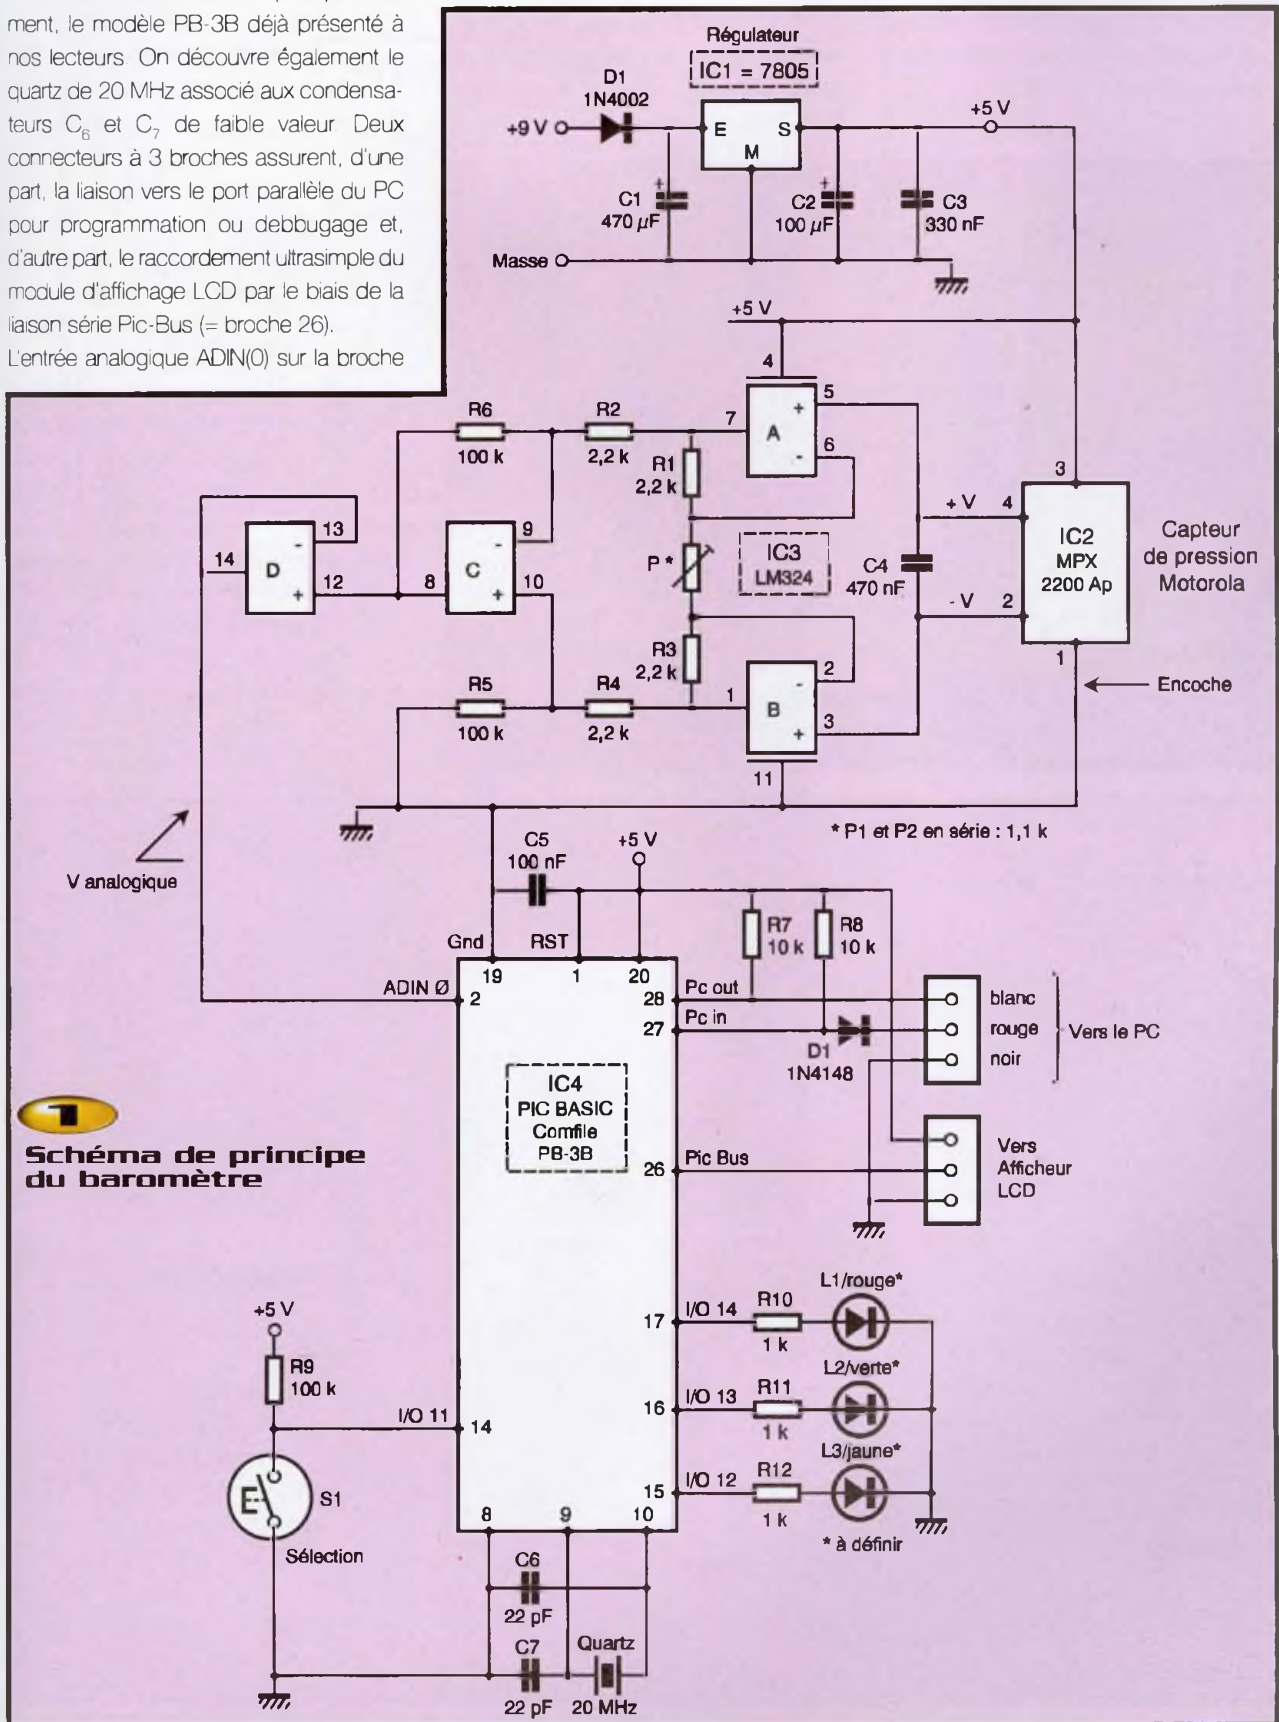 ment, le modèle PB-3B déjà présenté à
nos lecteurs. On découvre également le
quartz de 20 MHz associé aux condensa-
teurs C6 et C7 de faible valeur. Deux
connecteurs à 3 broches assurent, d'une
part, la liaison vers le port parallèle du PC
pour programmation ou debbugage et,
d'autre part, le raccordement ultrasimple du
module d'affichage LCD par le biais de la
liaison série Pic-Bus (= broche 26).
L'entrée analogique ADIN(0) sur la broche
Régulateur
IC1 = 7805
D1
1N4002
+9 V
E
S
M
+5 V
C1
470 µF
+
C2
100 µF
+
C3
330 nF
Masse
+5 V
4
R6
100 k
R2
2,2 k
7
A
+
-
5
6
R1
2,2 k
3
14
D
-
+
13
12
8
C
-
+
9
10
P *
IC3
LM324
C4
470 nF
+ V
4
- V
2
IC2
MPX
2200 Ap
Capteur
de pression
Motorola
1
R3
2,2 k
R5
100 k
R4
2,2 k
1
B
-
+
2
3
11
Encoche
* P1 et P2 en série : 1,1 k
V analogique
C5
100 nF
+5 V
Gnd
RST
19
1
20
R7
10 k
R8
10 k
ADIN Ø
2
28
Pc out
27
Pc in
D1
1N4148
blanc
rouge
noir
Vers le PC
IC4
PIC BASIC
Comfile
PB-3B
26
Pic Bus
Vers
Afficheur
LCD
1
Schéma de principe
du baromètre
L1/rouge*
17
I/O 14
R10
1 k
L2/verte*
16
I/O 13
R11
1 k
L3/jaune*
15
I/O 12
R12
1 k
* à définir
+5 V
R9
100 k
I/O 11
14
S1
Sélection
8
9
10
C6
22 pF
C7
22 pF
Quartz
20 MHz